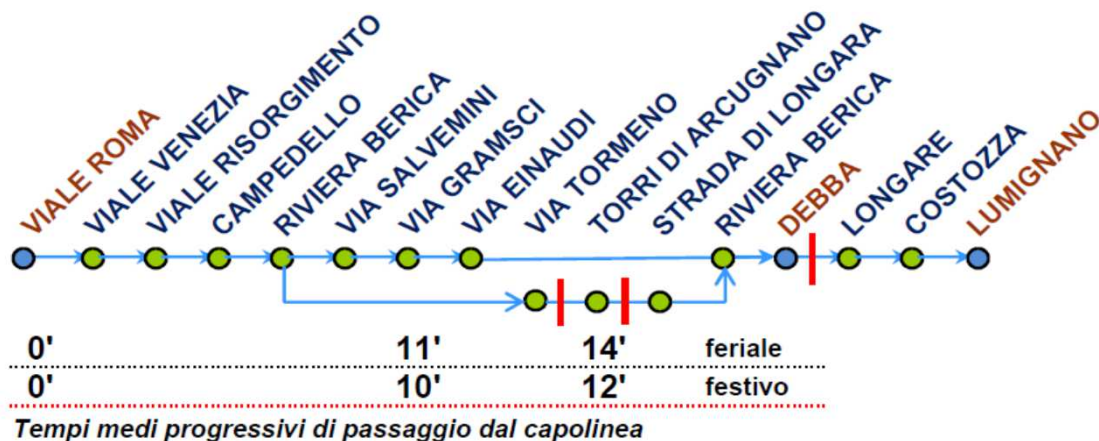 VIALE ROMA
VIALE VENEZIA
VIALE RISORGIMENTO
CAMPEDELLO
RIVIERA BERICA
VIA SALVEMINI
VIA GRAMSCI
VIA EINAUDI
VIA TORMENO
TORRI DI ARCUGNANO
STRADA DI LONGARA
RIVIERA BERICA
DEBBA
LONGARE
COSTOZZA
LUMIGNANO
0' 11' 14' feriale
0' 10' 12' festivo
Tempi medi progressivi di passaggio dal capolinea